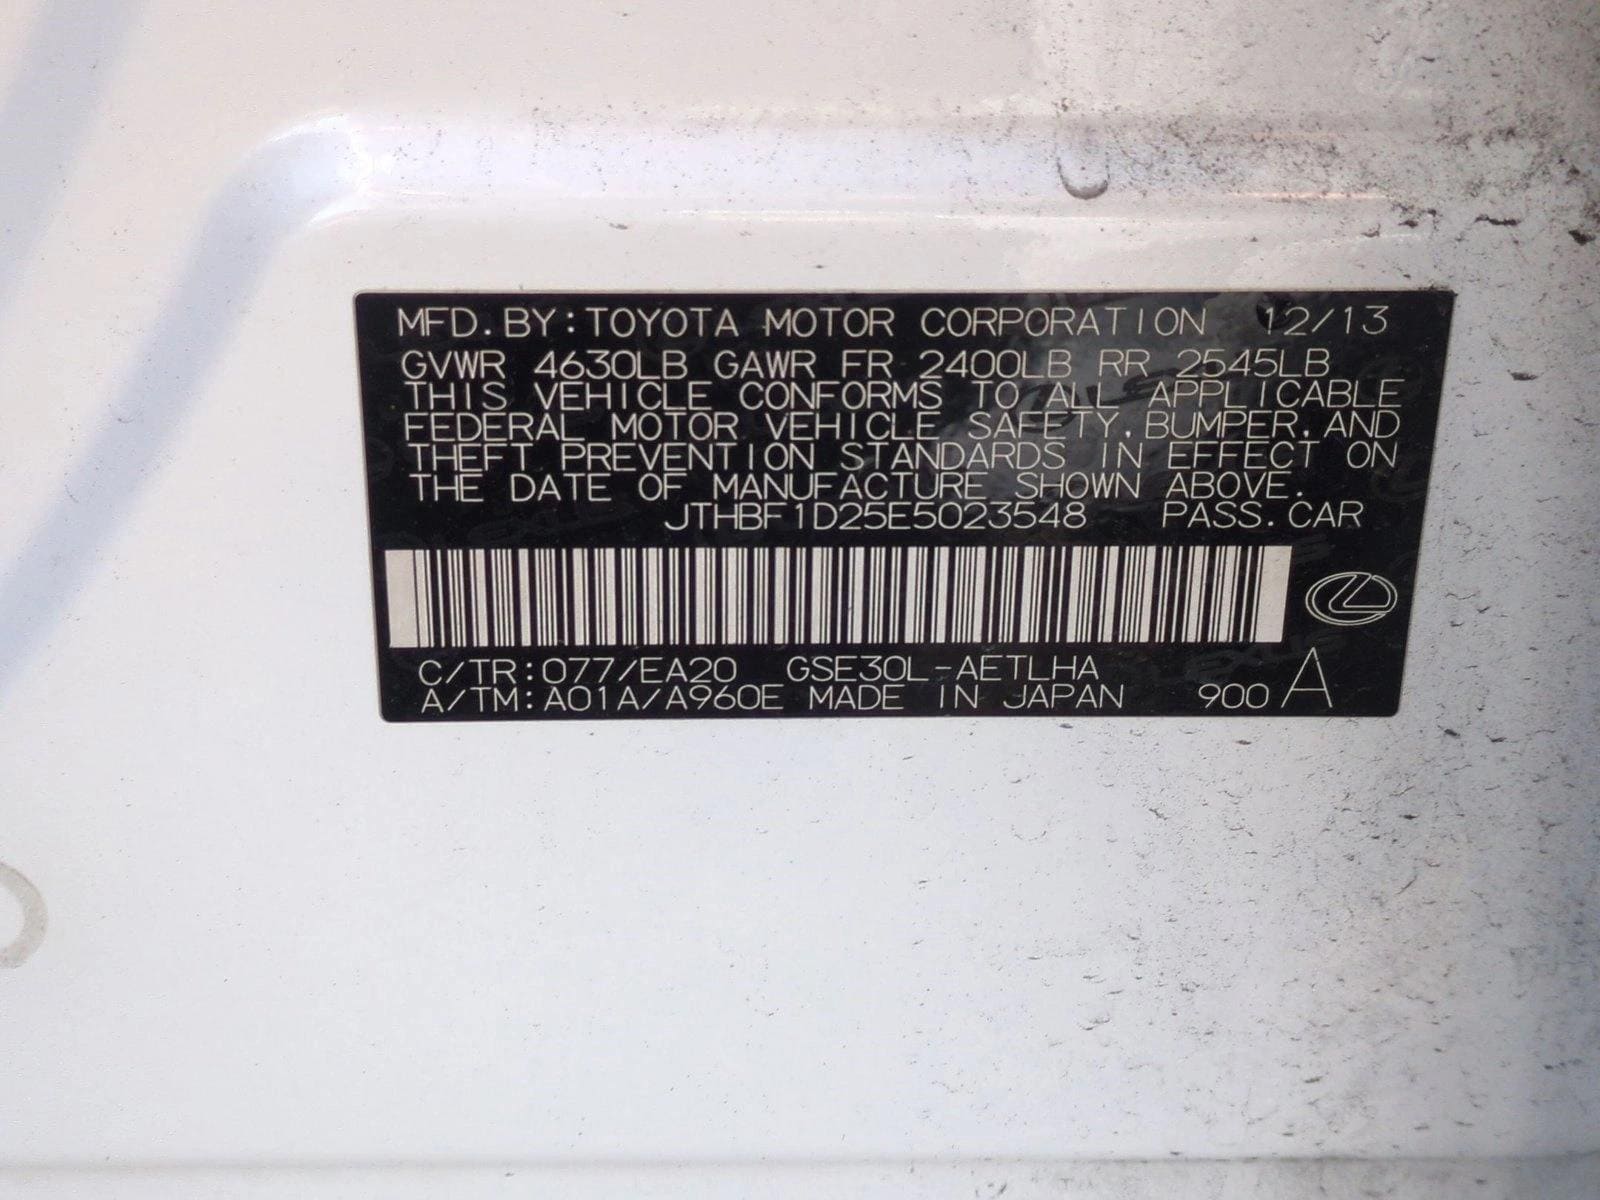 MFD. BY: TOYOTA MOTOR CORPORATION 12/13
GVWR 4630LB GAWR FR 2400LB RR 2545LB
THIS VEHICLE CONFORMS TO ALL APPLICABLE
FEDERAL MOTOR VEHICLE SAFETY, BUMPER, AND
THEFT PREVENTION STANDARDS IN EFFECT ON
THE DATE OF MANUFACTURE SHOWN ABOVE.
JTHBF1D25E5023548 PASS. CAR
C/TR: 077/EA20 GSE30L-AETLHA
A/TM: A01A/A960E MADE IN JAPAN 900 A